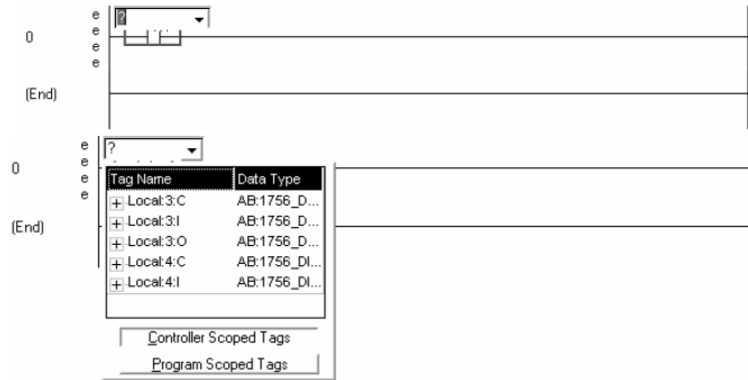 e
?
0
e
e
e
(End)
e
?
0
e
e
e
Tag Name Data Type
Local:3:C AB:1756_D...
Local:3:I AB:1756_D...
(End)
Local:3:O AB:1756_D...
Local:4:C AB:1756_DI...
Local:4:I AB:1756_DI...
Controller Scoped Tags
Program Scoped Tags